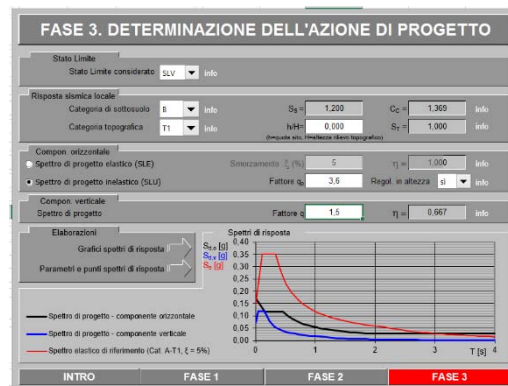 FASE 3. DETERMINAZIONE DELL'AZIONE DI PROGETTO
Stato Limite
Stato Limite considerato SLV info
Risposta sismica locale
Categoria di sottosuolo B info
S_S = 1,200 C_C = 1,369 info
Categoria topografica T1 info
h/H= 0,000 S_T = 1,000 info
(h=quota sito, H=altezza rilievo topografico)
Compon. orizzontale
Spettro di progetto elastico (SLE) Smorzamento ξ (%) 5 η = 1,000 info
Spettro di progetto inelastico (SLU) Fattore q₀ 3,6 Regol. in altezza sì info
Compon. verticale
Spettro di progetto Fattore q 1,5 η = 0,667 info
Elaborazioni
Grafici spettri di risposta
Parametri e punti spettri di risposta
Spettro di progetto - componente orizzontale
Spettro di progetto - componente verticale
Spettro elastico di riferimento (Cat. A-T1, ξ = 5%)
Spettri di risposta
S_d,o [g]
S_d,v [g]
S_e [g]
0,40
0,35
0,30
0,25
0,20
0,15
0,10
0,05
0,00
0 1 2 3 4
T [s]
INTRO FASE 1 FASE 2 FASE 3